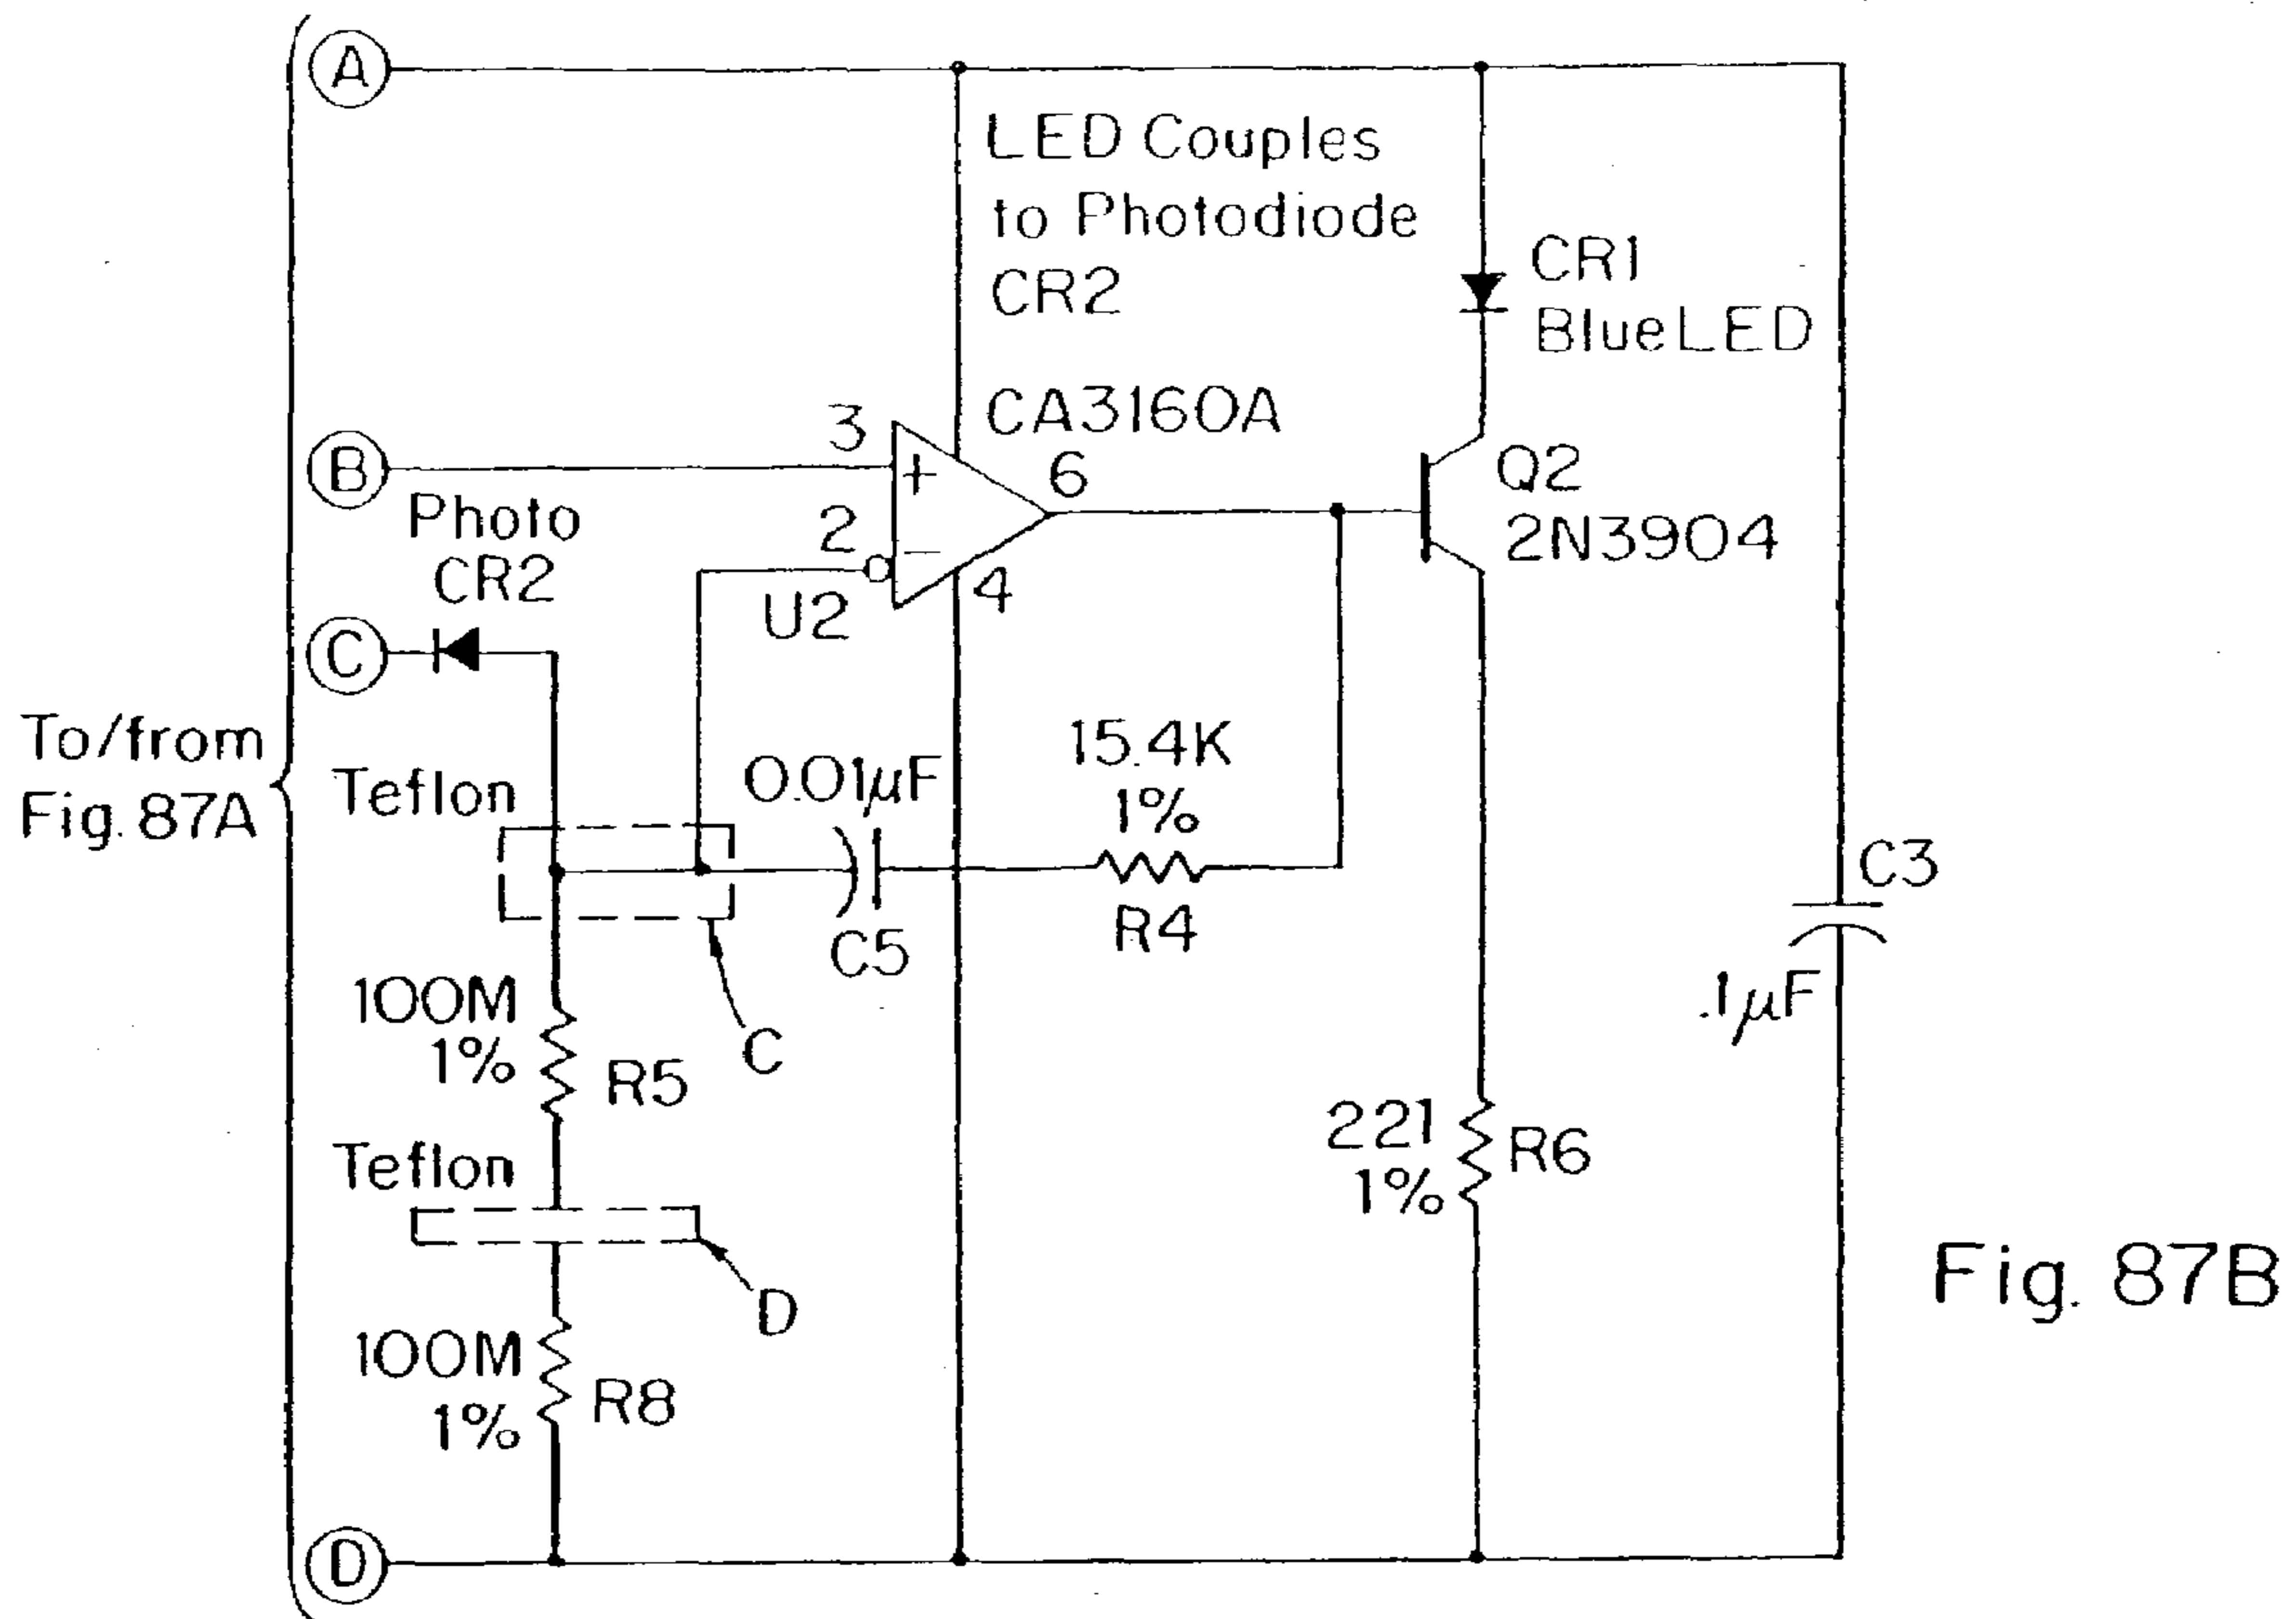 A
LED Couples
to Photodiode
CR2
CR1
Blue LED
CA3160A
3
+
6
B
Q2
2N3904
Photo
CR2
2
−
4
U2
C
To/from
Fig. 87A
Teflon
0.01μF
15.4K
1%
C5
R4
C3
.1μF
100M
1%
R5
C
Teflon
221
1%
R6
D
100M
1%
R8
Fig. 87B
D